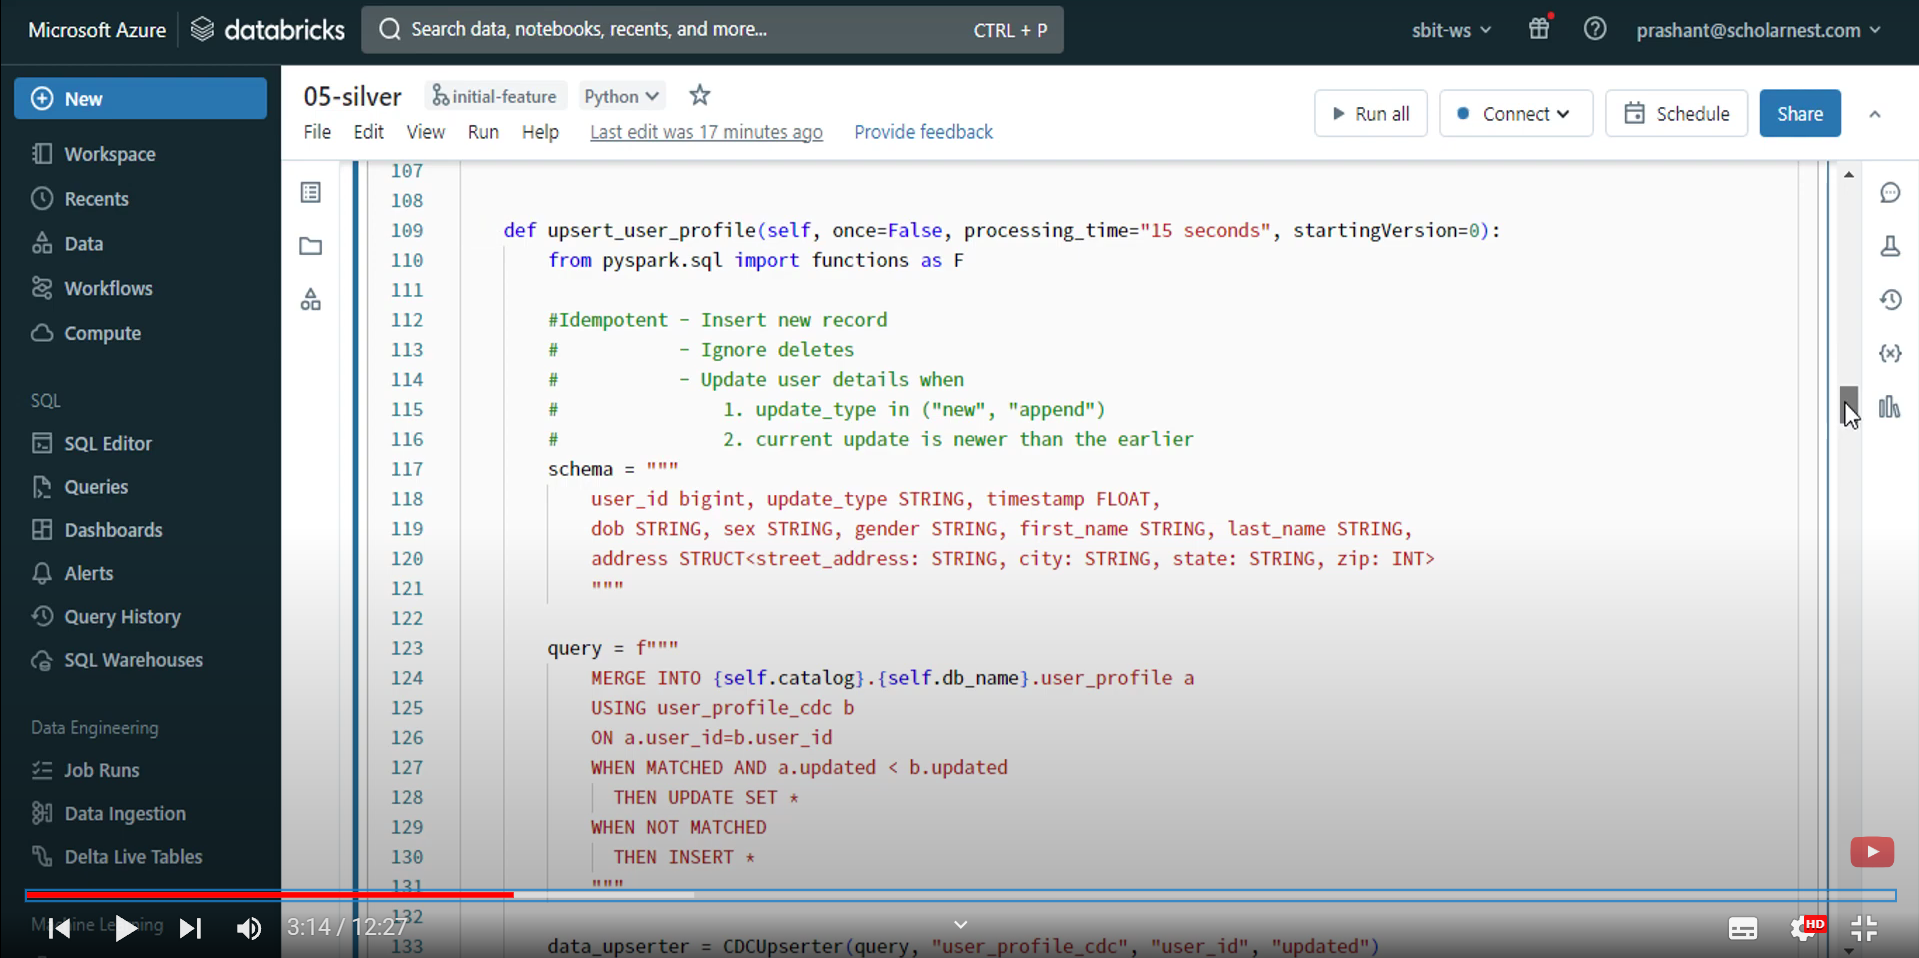 Microsoft Azure databricks Search data, notebooks, recents, and more... CTRL + P sbit-ws prashant@scholarnest.com
New
Workspace
Recents
Data
Workflows
Compute
SQL
SQL Editor
Queries
Dashboards
Alerts
Query History
SQL Warehouses
Data Engineering
Job Runs
Data Ingestion
Delta Live Tables
05-silver initial-feature Python
File Edit View Run Help Last edit was 17 minutes ago Provide feedback
Run all Connect Schedule Share
107
108
109 def upsert_user_profile(self, once=False, processing_time="15 seconds", startingVersion=0):
110 from pyspark.sql import functions as F
111
112 #Idempotent - Insert new record
113 # - Ignore deletes
114 # - Update user details when
115 # 1. update_type in ("new", "append")
116 # 2. current update is newer than the earlier
117 schema = """
118 user_id bigint, update_type STRING, timestamp FLOAT,
119 dob STRING, sex STRING, gender STRING, first_name STRING, last_name STRING,
120 address STRUCT<street_address: STRING, city: STRING, state: STRING, zip: INT>
121 """
122
123 query = f"""
124 MERGE INTO {self.catalog}.{self.db_name}.user_profile a
125 USING user_profile_cdc b
126 ON a.user_id=b.user_id
127 WHEN MATCHED AND a.updated < b.updated
128 THEN UPDATE SET *
129 WHEN NOT MATCHED
130 THEN INSERT *
131 """
132
133 data_upserter = CDCUpserter(query, "user_profile_cdc", "user_id", "updated")
3:14 / 12:27
HD